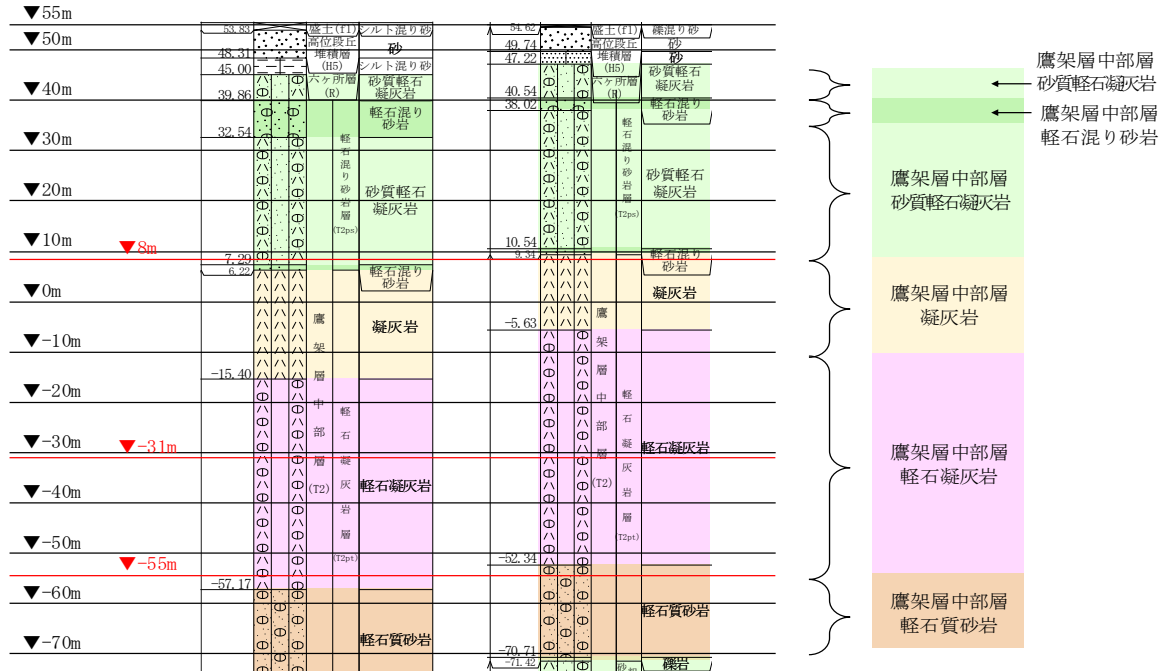 ▼55m
▼50m
▼40m
▼30m
▼20m
▼10m
▼8m
▼0m
▼-10m
▼-20m
▼-30m
▼-31m
▼-40m
▼-50m
▼-55m
▼-60m
▼-70m
53.83
48.31
45.00
39.86
32.54
7.29
6.22
-15.40
-57.17
盛土(fl)
高位段丘
堆積層
(H5)
六ヶ所層
(R)
軽石混り砂岩層
(T2ps)
鷹架層中部層
(T2)
軽石凝灰岩層
(T2pt)
シルト混り砂
砂
シルト混り砂
砂質軽石
凝灰岩
軽石混り
砂岩
砂質軽石
凝灰岩
軽石混り
砂岩
凝灰岩
軽石凝灰岩
軽石質砂岩
54.62
49.74
47.22
40.54
38.02
10.54
9.34
-5.63
-52.34
-70.71
-71.42
盛土(fl)
高位段丘
堆積層
(H5)
六ヶ所層
(R)
軽石混り砂岩層
(T2ps)
鷹架層中部層
(T2)
軽石凝灰岩層
(T2pt)
礫混り砂
砂
砂
砂質軽石
凝灰岩
軽石混り
砂岩
砂質軽石
凝灰岩
軽石混り
砂岩
凝灰岩
軽石凝灰岩
軽石質砂岩
礫岩
鷹架層中部層
砂質軽石凝灰岩
鷹架層中部層
軽石混り砂岩
鷹架層中部層
砂質軽石凝灰岩
鷹架層中部層
凝灰岩
鷹架層中部層
軽石凝灰岩
鷹架層中部層
軽石質砂岩